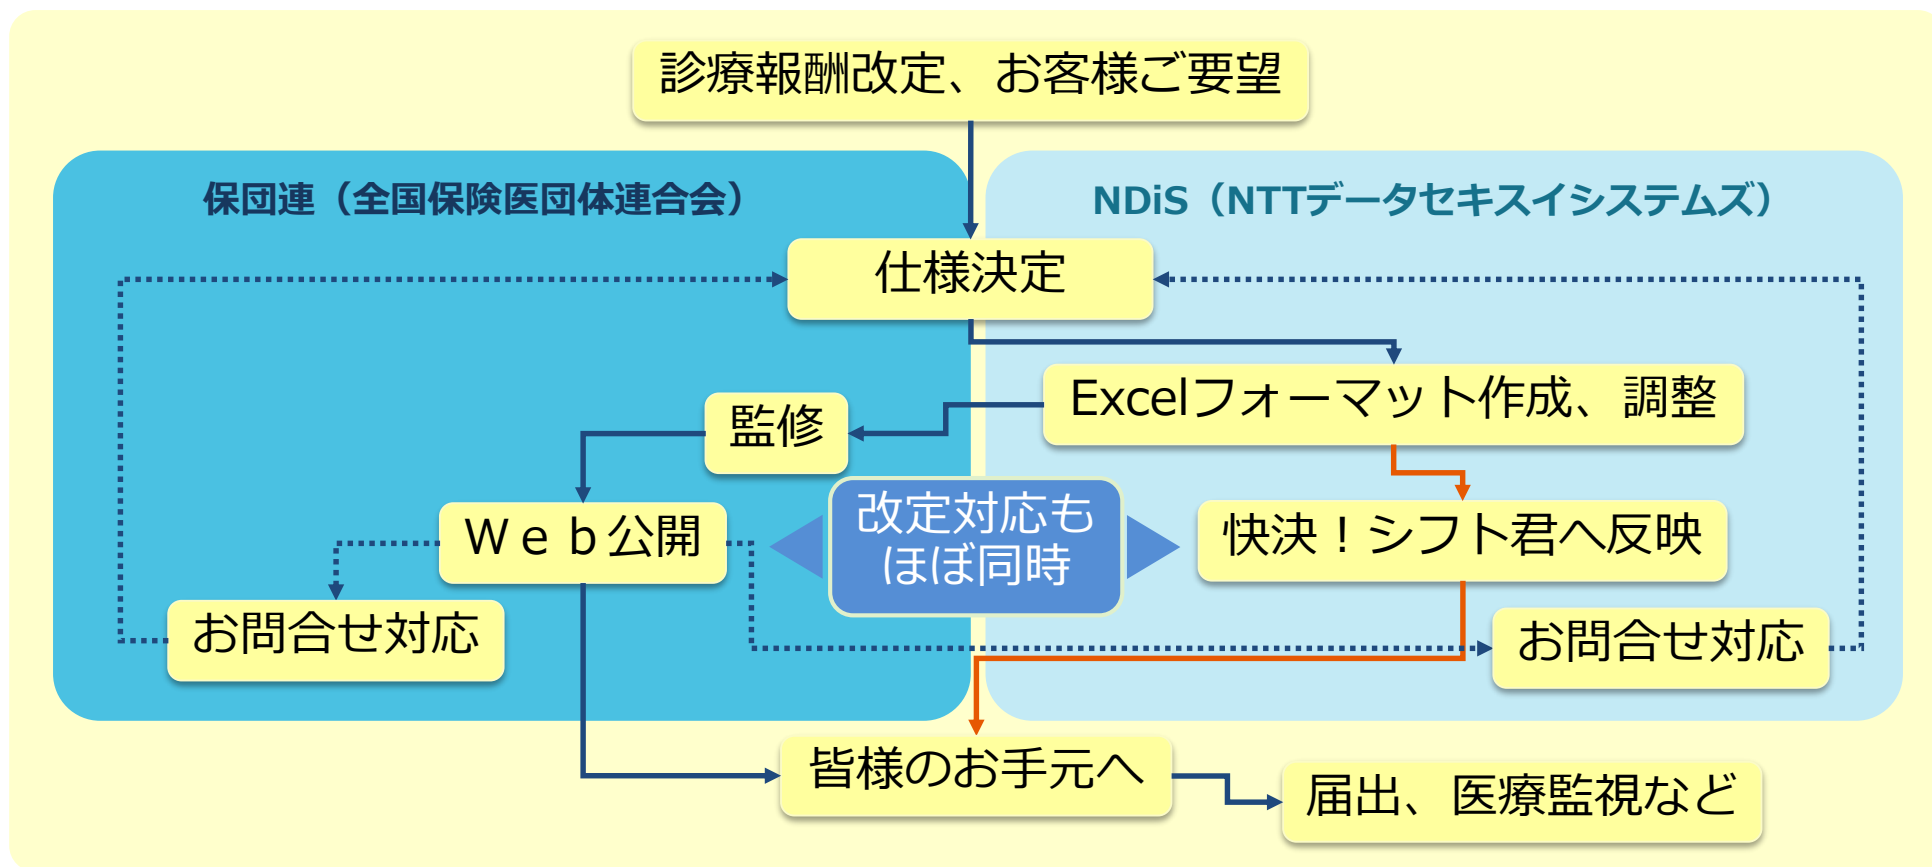 診療報酬改定、お客様ご要望
保団連（全国保険医団体連合会）
NDiS（NTTデータセキスイシステムズ）
仕様決定
Excelフォーマット作成、調整
監修
改定対応も
ほぼ同時
Ｗｅｂ公開
快決！シフト君へ反映
お問合せ対応
お問合せ対応
皆様のお手元へ
届出、医療監視など